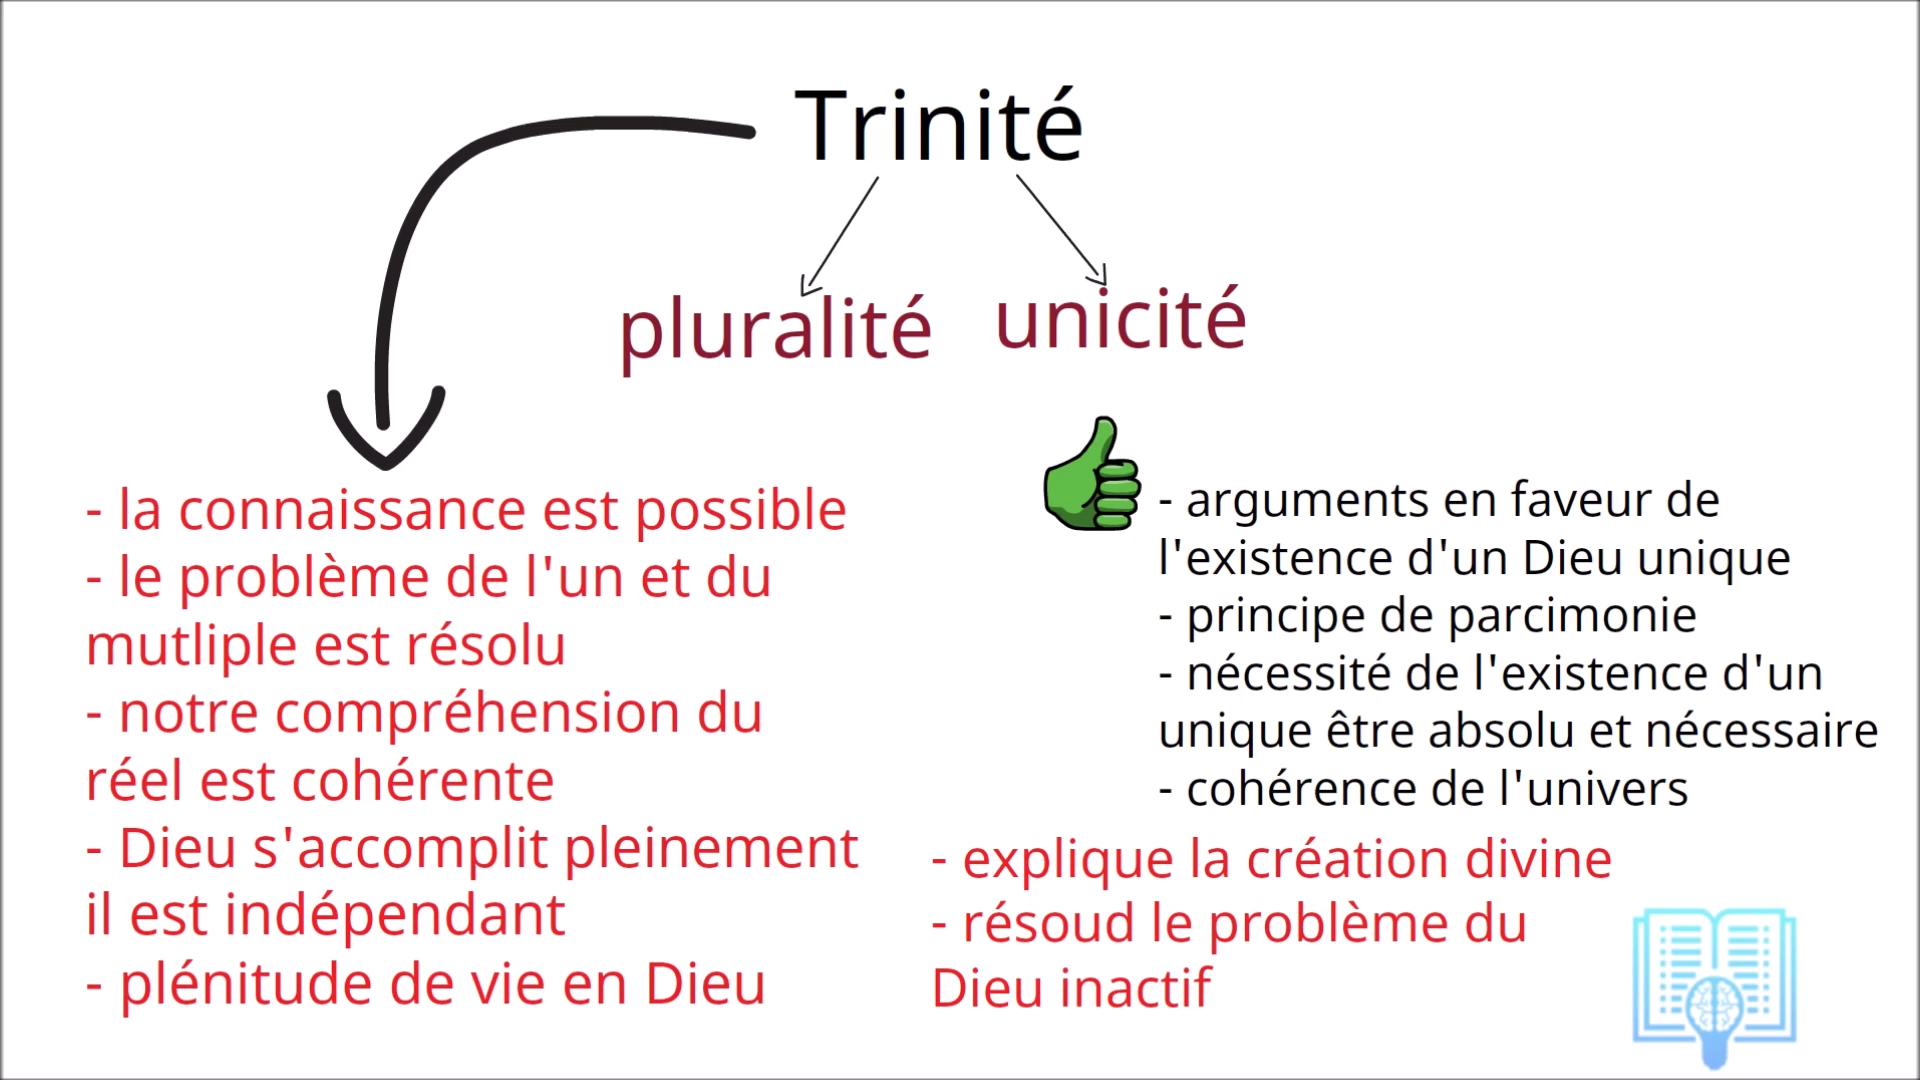 Trinité
pluralité
unicité
- la connaissance est possible
- le problème de l'un et du
mutliple est résolu
- notre compréhension du
réel est cohérente
- Dieu s'accomplit pleinement
il est indépendant
- plénitude de vie en Dieu
- arguments en faveur de
l'existence d'un Dieu unique
- principe de parcimonie
- nécessité de l'existence d'un
unique être absolu et nécessaire
- cohérence de l'univers
- explique la création divine
- résoud le problème du
Dieu inactif